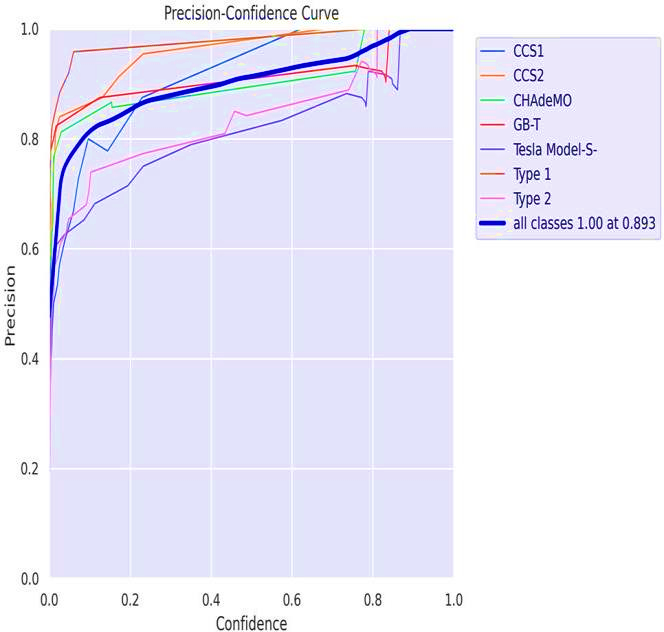 Precision-Confidence Curve
1.0
0.8
0.6
0.4
0.2
0.0
Precision
0.0 0.2 0.4 0.6 0.8 1.0
Confidence
CCS1
CCS2
CHAdeMO
GB-T
Tesla Model-S-
Type 1
Type 2
all classes 1.00 at 0.893